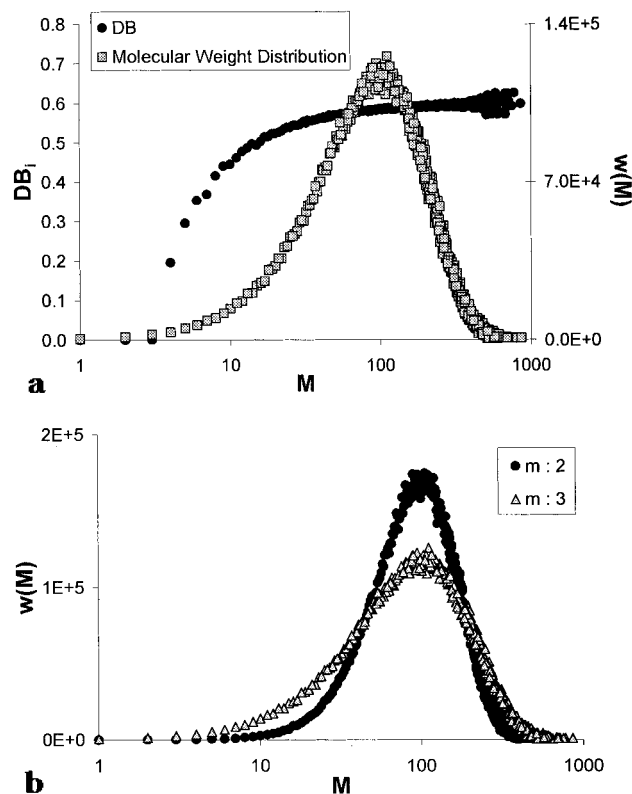 DB
Molecular Weight Distribution
0.8
0.7
0.6
0.5
0.4
0.3
0.2
0.1
0.0
DBi
1.4E+5
7.0E+4
0.0E+0
w(M)
1 10 100 1000
M
a
2E+5
1E+5
0E+0
w(M)
m : 2
m : 3
1 10 100 1000
M
b